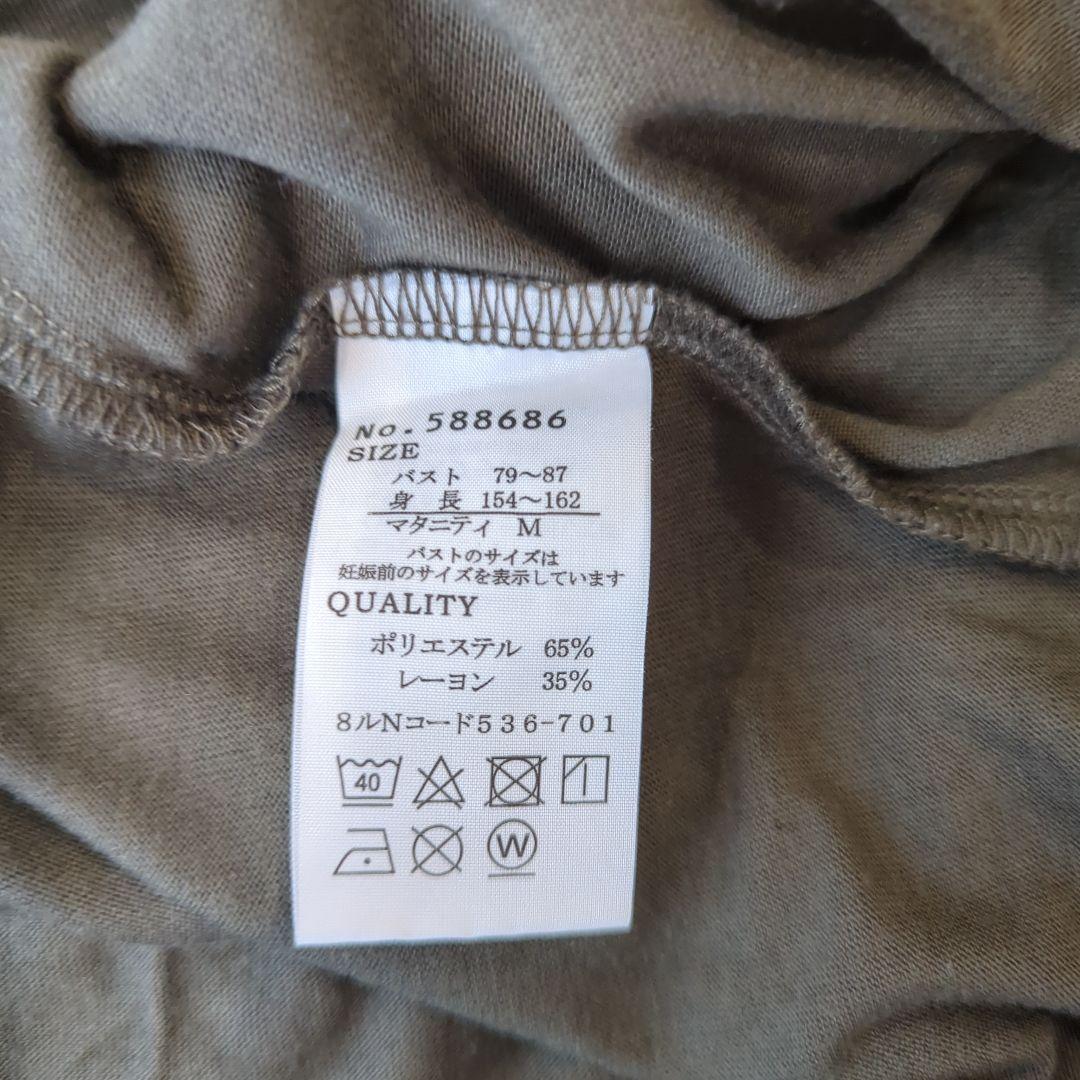 No. 588686
SIZE
バスト 79～87
身 長 154～162
マタニティ M
バストのサイズは
妊娠前のサイズを表示しています
QUALITY
ポリエステル 65%
レーヨン 35%
8ルNコード536-701
40
W